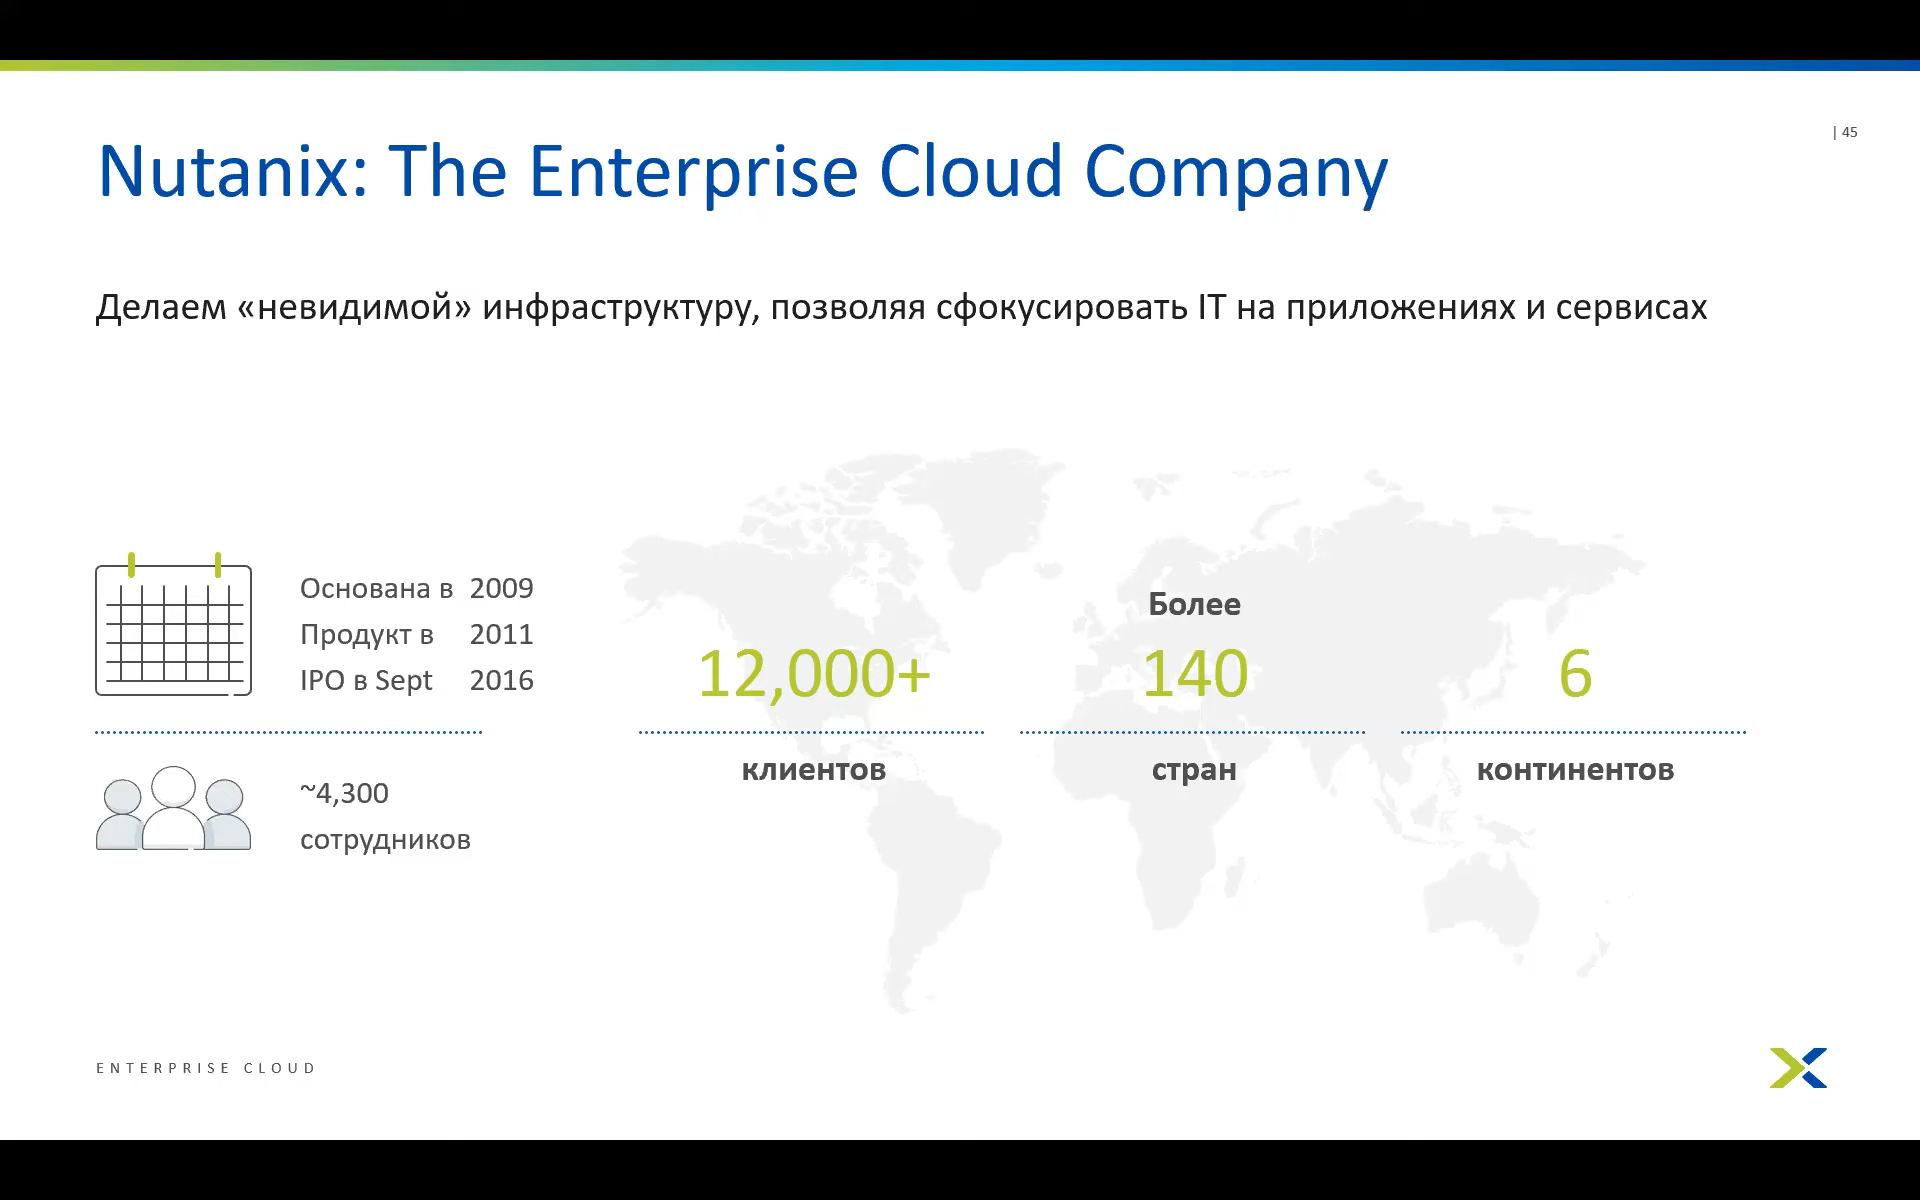 | 45
Nutanix: The Enterprise Cloud Company
Делаем «невидимой» инфраструктуру, позволяя сфокусировать IT на приложениях и сервисах
Основана в 2009
Продукт в 2011
IPO в Sept 2016
~4,300
сотрудников
12,000+
клиентов
Более
140
стран
6
континентов
ENTERPRISE CLOUD